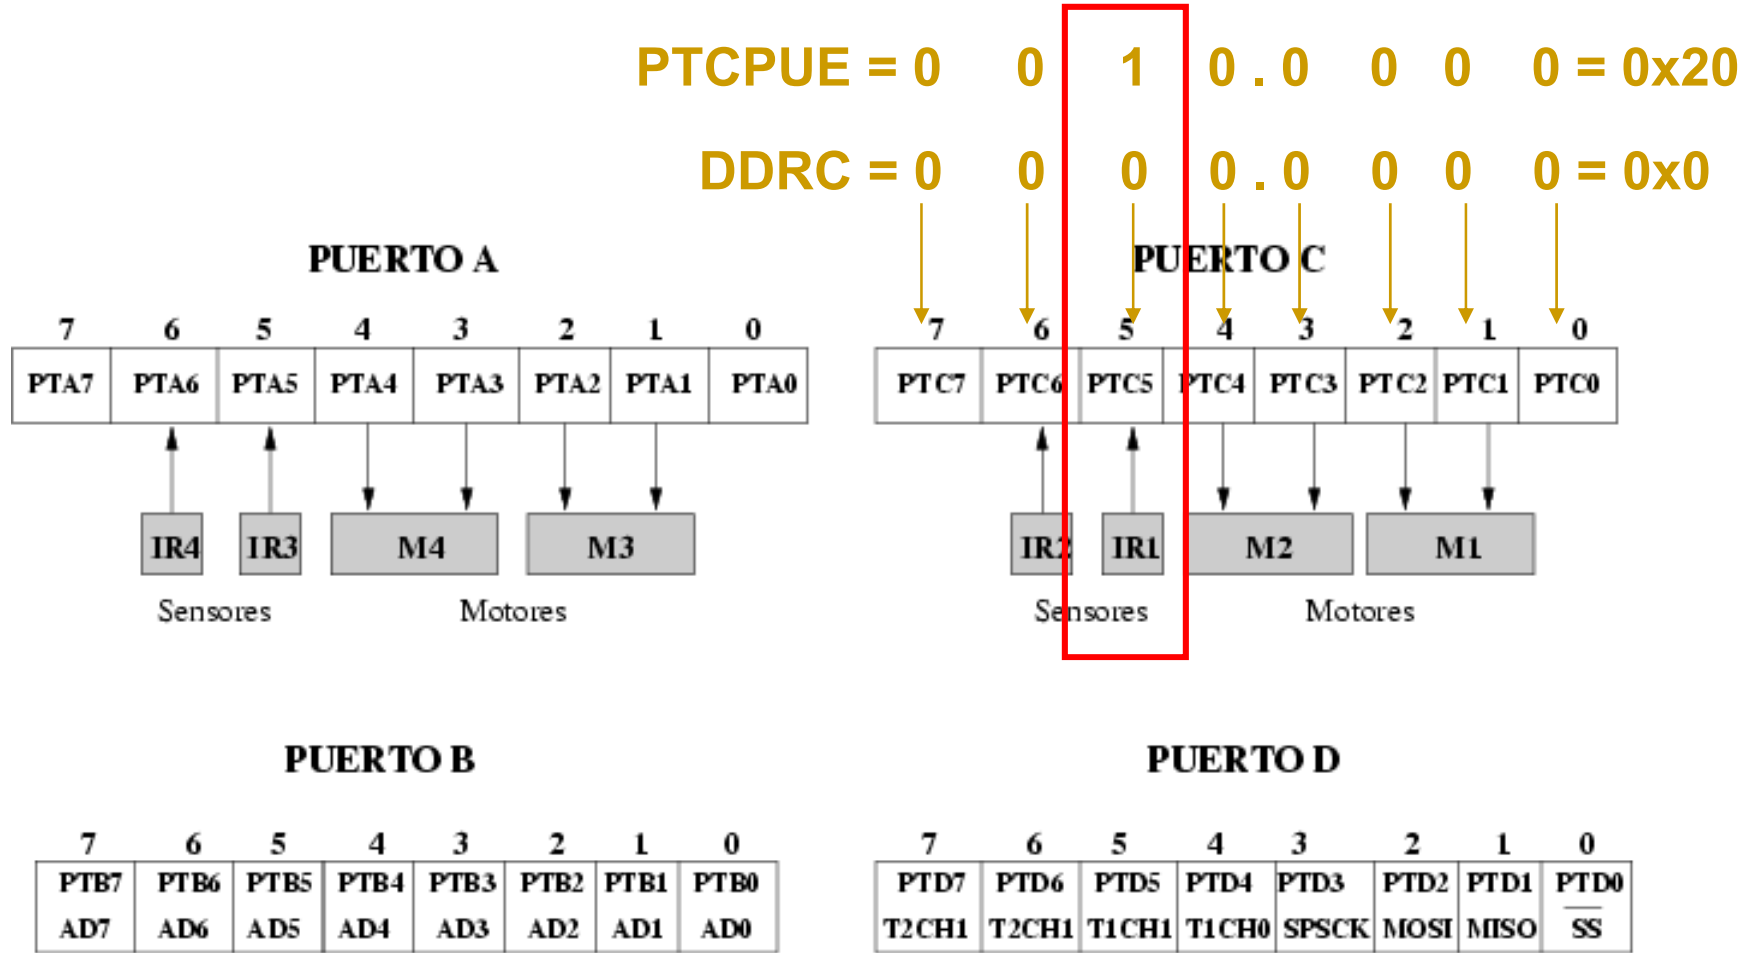 PTCPUE = 0 0 1 0 . 0 0 0 0 = 0x20
DDRC = 0 0 0 0 . 0 0 0 0 = 0x0
PUERTO A PUERTO C
7 6 5 4 3 2 1 0 7 6 5 4 3 2 1 0
PTA7 PTA6 PTA5 PTA4 PTA3 PTA2 PTA1 PTA0 PTC7 PTC6 PTC5 PTC4 PTC3 PTC2 PTC1 PTC0
IR4 IR3 M4 M3 IR2 IR1 M2 M1
Sensores Motores Sensores Motores
PUERTO B PUERTO D
7 6 5 4 3 2 1 0 7 6 5 4 3 2 1 0
PTB7 PTB6 PTB5 PTB4 PTB3 PTB2 PTB1 PTB0 PTD7 PTD6 PTD5 PTD4 PTD3 PTD2 PTD1 PTD0
AD7 AD6 AD5 AD4 AD3 AD2 AD1 AD0 T2CH1 T2CH1 T1CH1 T1CH0 SPSCK MOSI MISO SS